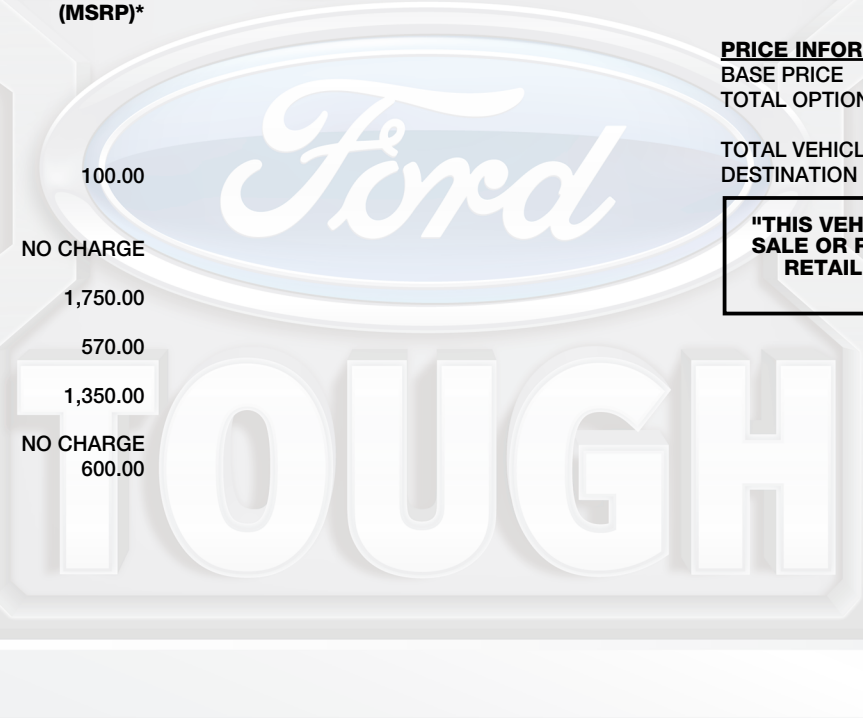 (MSRP)*
100.00
NO CHARGE
1,750.00
570.00
1,350.00
NO CHARGE
600.00
PRICE INFOR
BASE PRICE
TOTAL OPTION
TOTAL VEHICL
DESTINATION
"THIS VEH
SALE OR
RETAIL
Ford
TOUGH